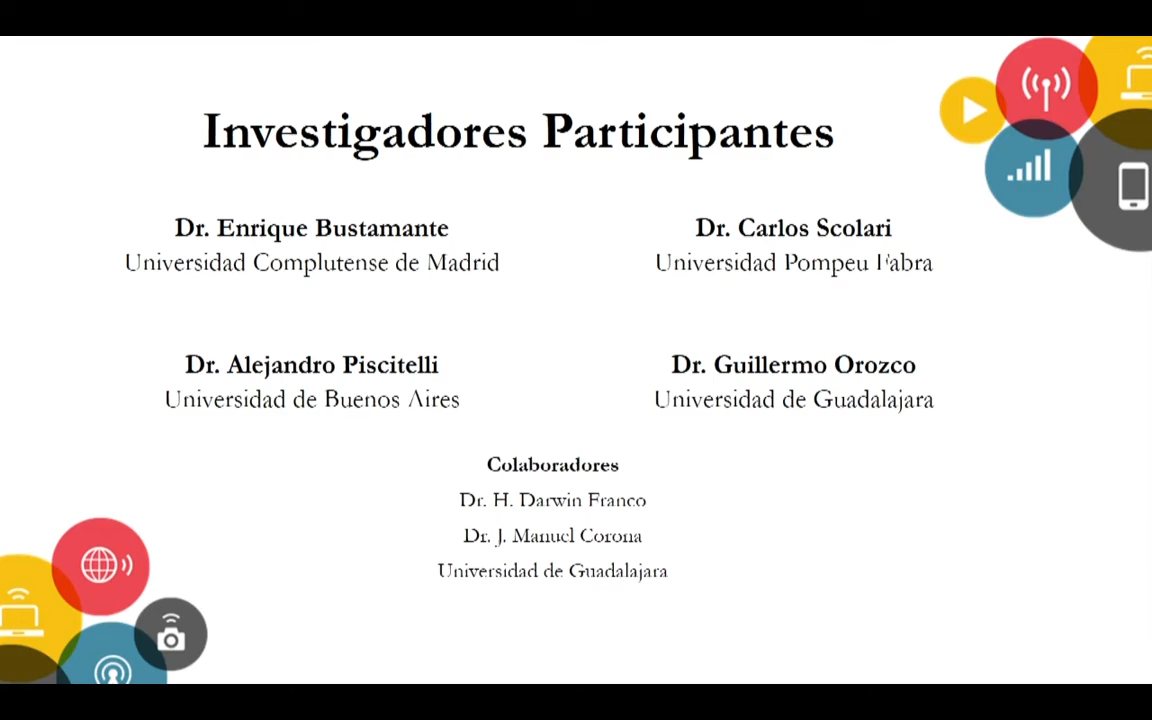 Investigadores Participantes
Dr. Enrique Bustamante
Universidad Complutense de Madrid
Dr. Carlos Scolari
Universidad Pompeu Fabra
Dr. Alejandro Piscitelli
Universidad de Buenos Aires
Dr. Guillermo Orozco
Universidad de Guadalajara
Colaboradores
Dr. H. Darwin Franco
Dr. J. Manuel Corona
Universidad de Guadalajara